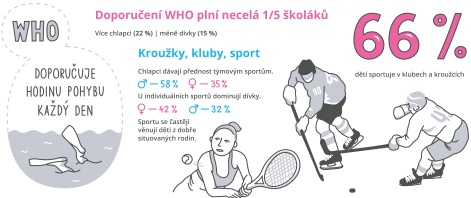 WHO
DOPORUČUJE
HODINU POHYBU
KAŽDÝ DEN
Doporučení WHO plní necelá 1/5 školáků
Více chlapci (22 %) | méně dívky (15 %)
Kroužky, kluby, sport
Chlapci dávají přednost týmovým sportům.
♂ — 58 % ♀ — 35 %
U individuálních sportů dominují dívky.
♀ — 42 % ♂ — 32 %
Sportu se častěji
věnují děti z dobře
situovaných rodin.
66 %
dětí sportuje v klubech a kroužcích